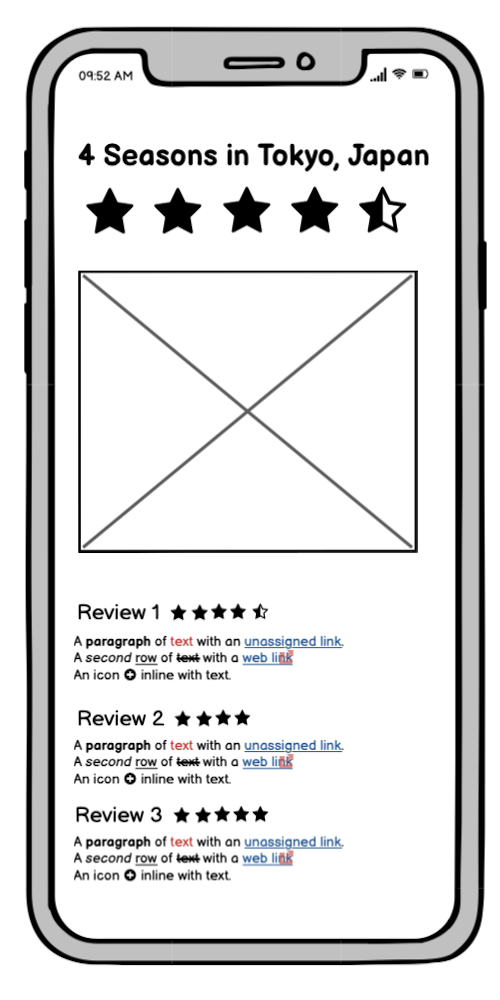 09:52 AM
4 Seasons in Tokyo, Japan
Review 1
A paragraph of text with an unassigned link.
A second row of text with a web link
An icon inline with text.
Review 2
A paragraph of text with an unassigned link.
A second row of text with a web link
An icon inline with text.
Review 3
A paragraph of text with an unassigned link.
A second row of text with a web link
An icon inline with text.